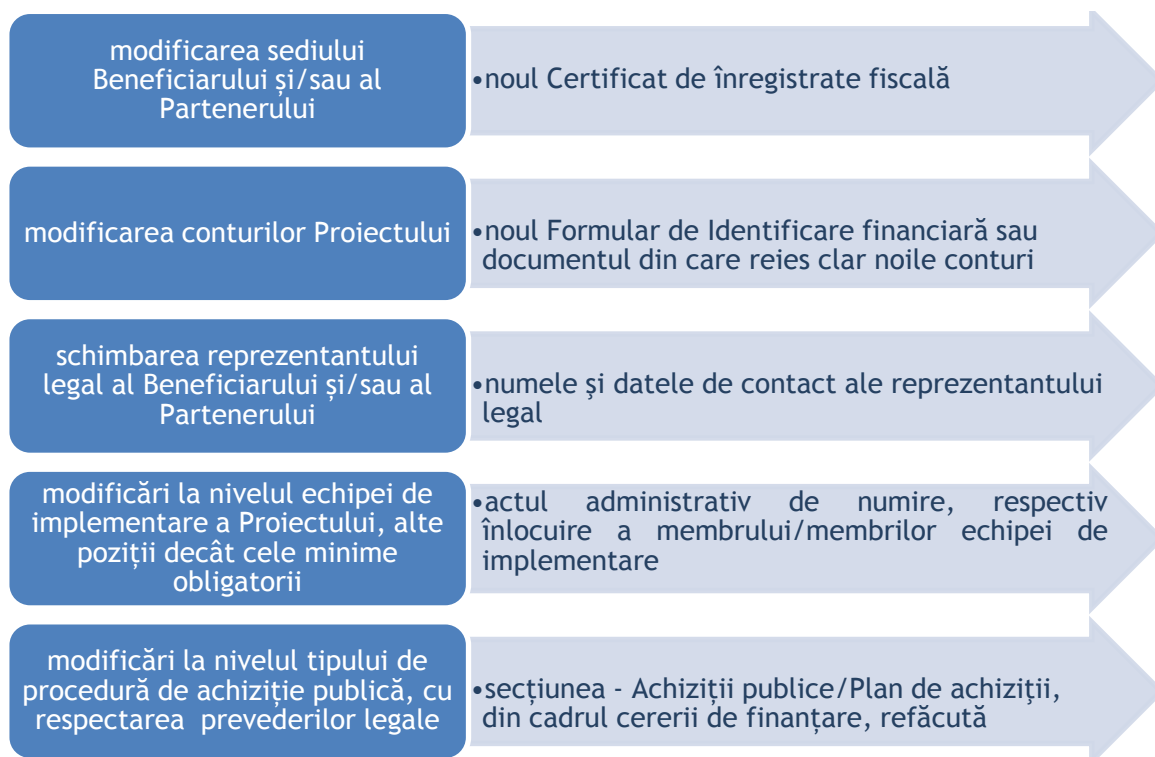 modificarea sediului
Beneficiarului și/sau al
Partenerului
•noul Certificat de înregistrate fiscală
modificarea conturilor Proiectului
•noul Formular de Identificare financiară sau
documentul din care reies clar noile conturi
schimbarea reprezentantului
legal al Beneficiarului și/sau al
Partenerului
•numele şi datele de contact ale reprezentantului
legal
modificări la nivelul echipei de
implementare a Proiectului, alte
poziții decât cele minime
obligatorii
•actul administrativ de numire, respectiv
înlocuire a membrului/membrilor echipei de
implementare
modificări la nivelul tipului de
procedură de achiziție publică, cu
respectarea prevederilor legale
•secțiunea - Achiziții publice/Plan de achiziţii,
din cadrul cererii de finanțare, refăcută